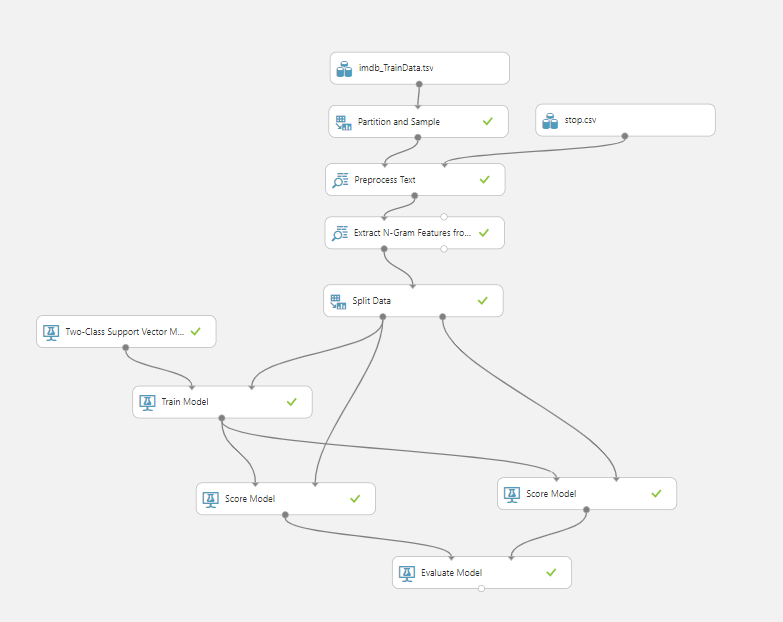 imdb_TrainData.tsv
Partition and Sample
stop.csv
Preprocess Text
Extract N-Gram Features fro...
Split Data
Two-Class Support Vector M...
Train Model
Score Model
Score Model
Evaluate Model